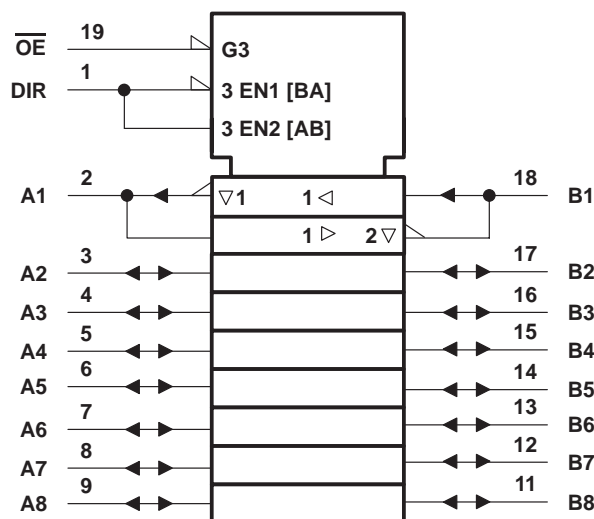 OE 19 G3
DIR 1 3 EN1 [BA]
3 EN2 [AB]
A1 2 ▽1 1 ◁ 18 B1
1 ▷ 2 ▽
A2 3 17 B2
A3 4 16 B3
A4 5 15 B4
A5 6 14 B5
A6 7 13 B6
A7 8 12 B7
A8 9 11 B8